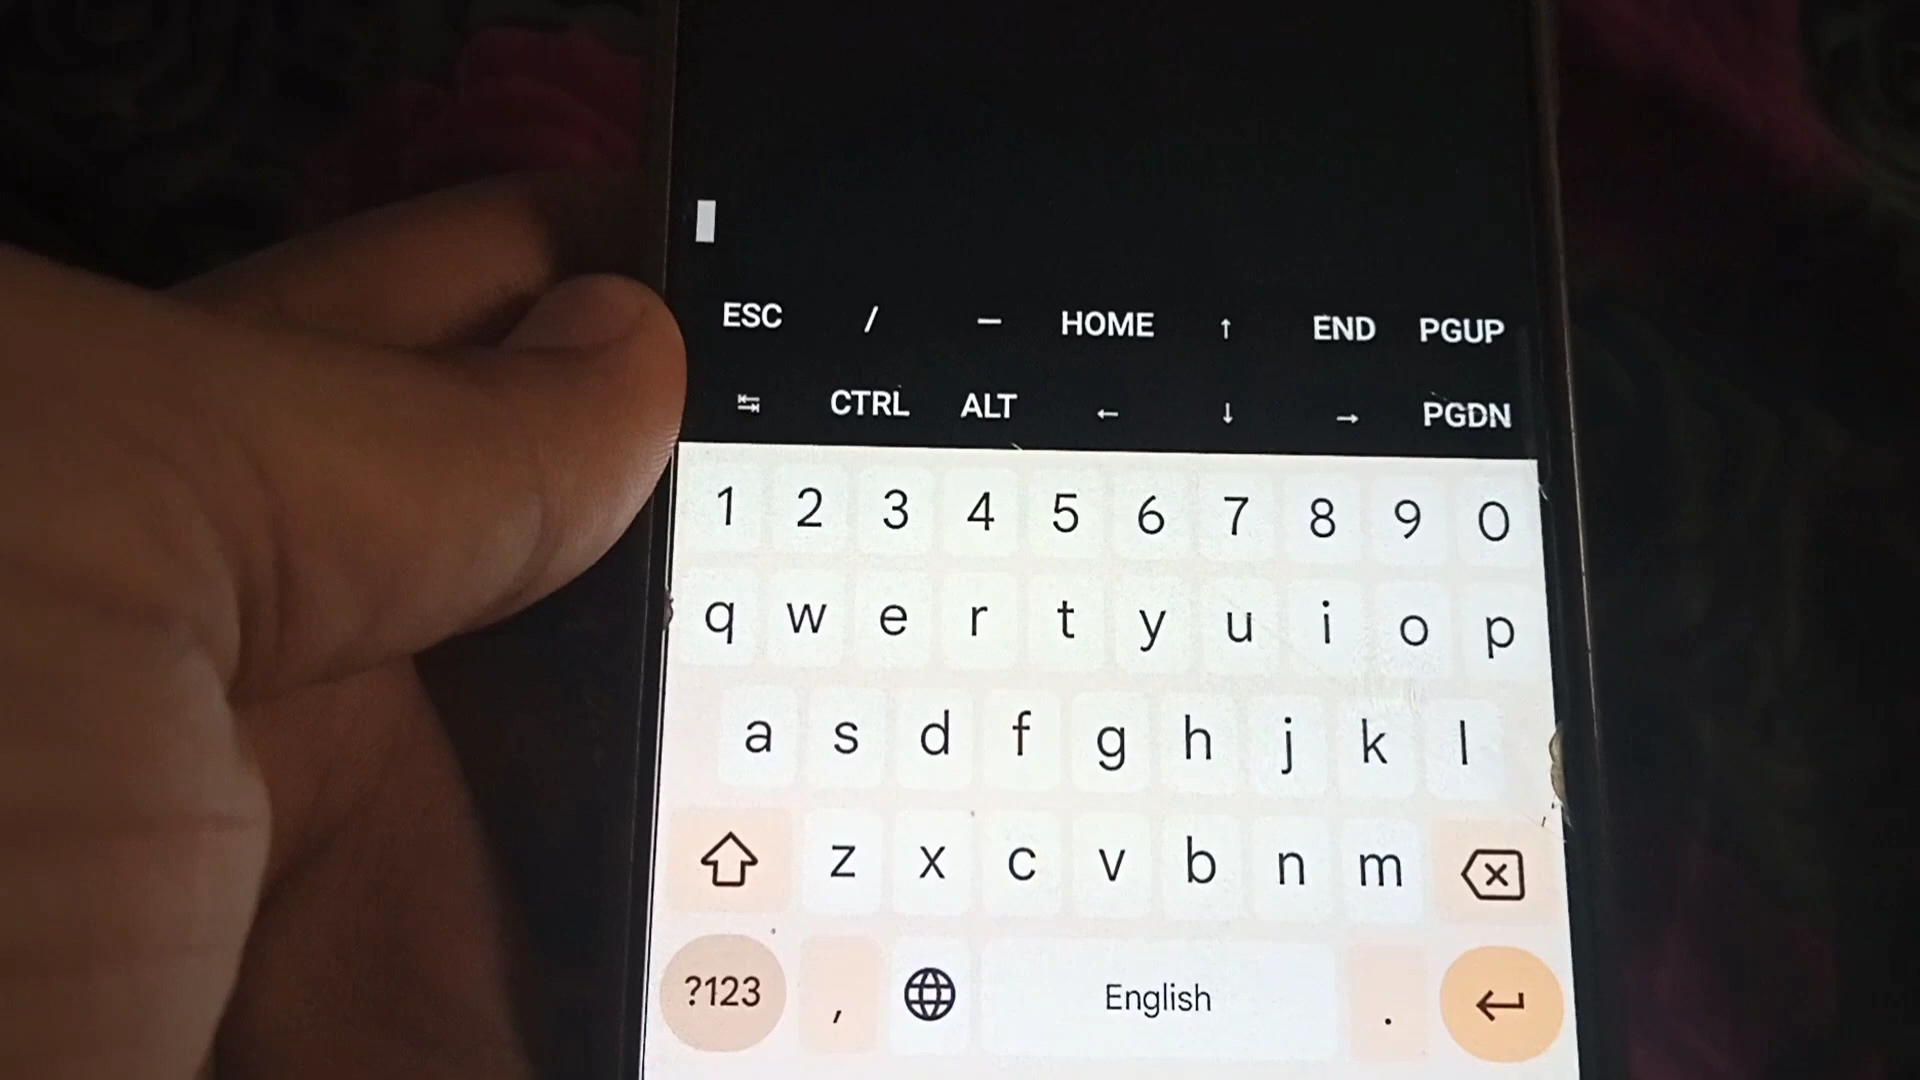 ESC / — HOME ↑ END PGUP
↹ CTRL ALT ← ↓ → PGDN
1 2 3 4 5 6 7 8 9 0
q w e r t y u i o p
a s d f g h j k l
z x c v b n m
?123 , English .